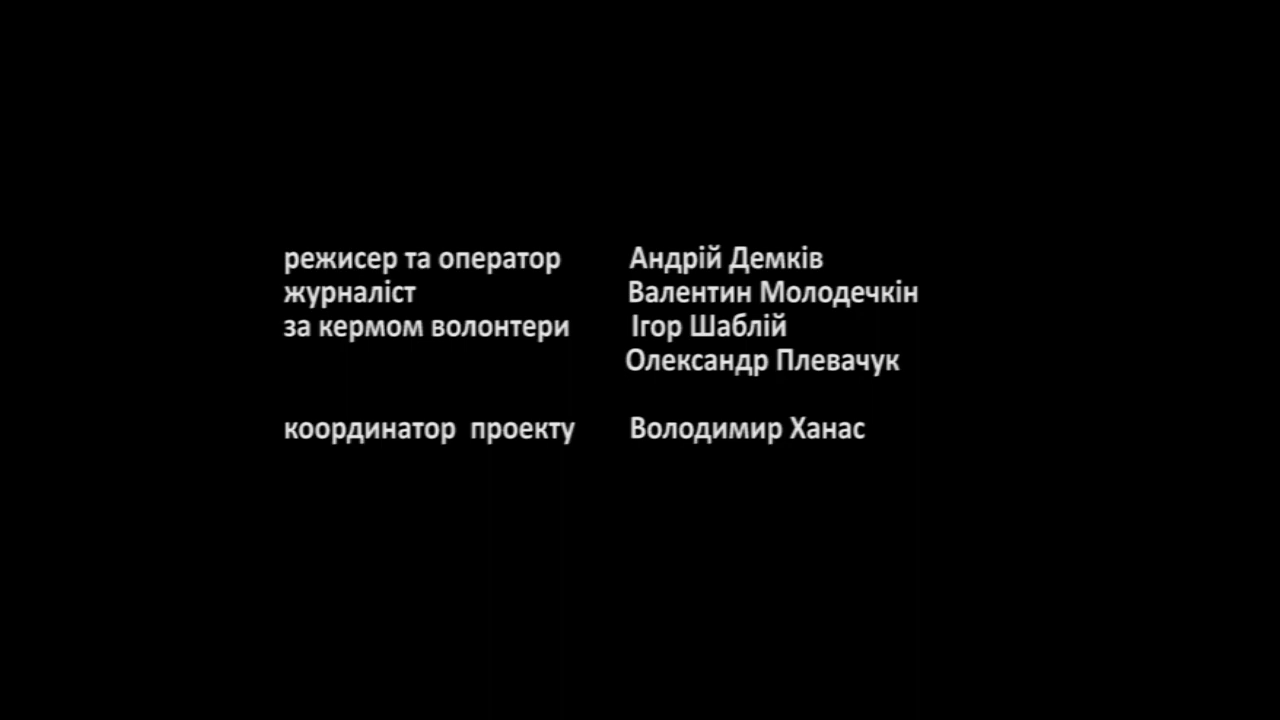 режисер та оператор Андрій Демків
журналіст Валентин Молодечкін
за кермом волонтери Ігор Шаблій
Олександр Плевачук
координатор проекту Володимир Ханас